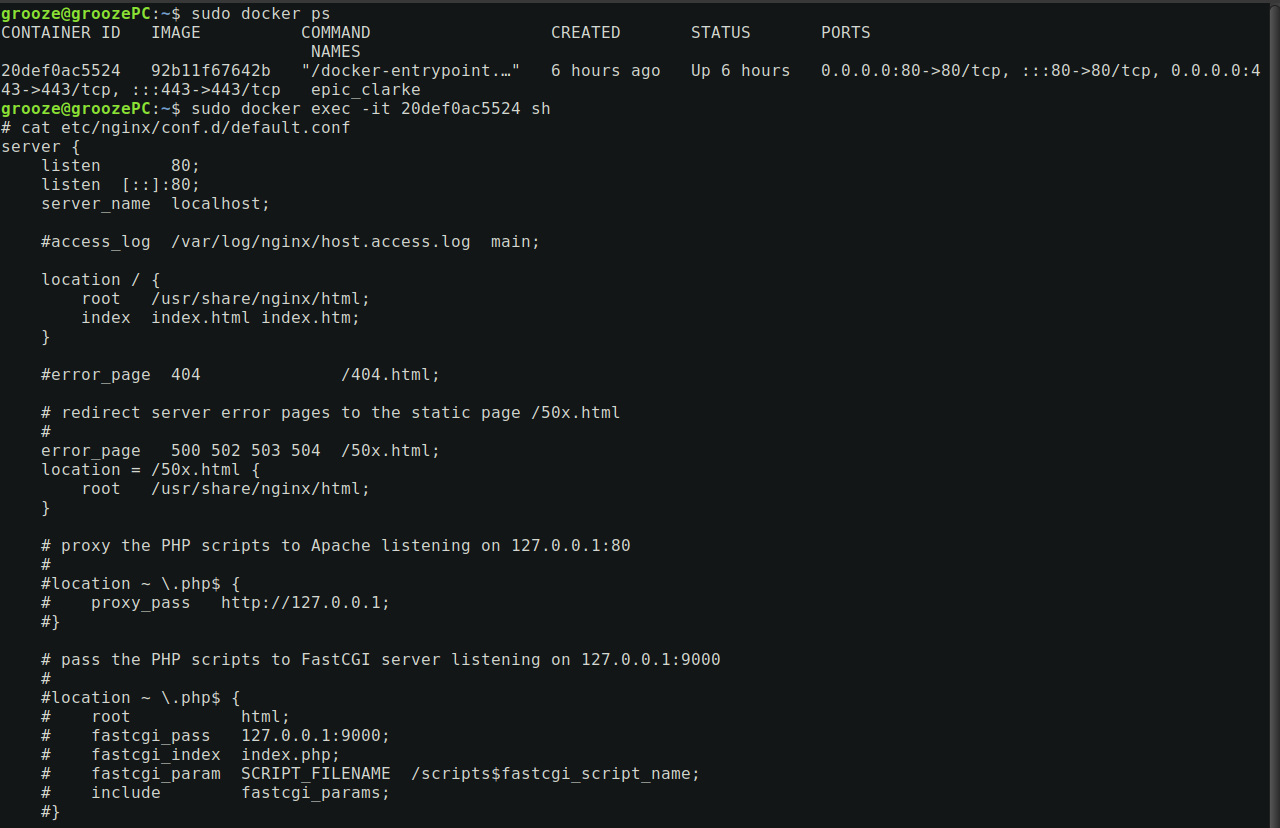 grooze@groozePC:~$ sudo docker ps
CONTAINER ID   IMAGE          COMMAND                  CREATED       STATUS       PORTS
                               NAMES
20def0ac5524   92b11f67642b   "/docker-entrypoint.…"   6 hours ago   Up 6 hours   0.0.0.0:80->80/tcp, :::80->80/tcp, 0.0.0.0:4
43->443/tcp, :::443->443/tcp   epic_clarke
grooze@groozePC:~$ sudo docker exec -it 20def0ac5524 sh
# cat etc/nginx/conf.d/default.conf
server {
    listen       80;
    listen  [::]:80;
    server_name  localhost;

    #access_log  /var/log/nginx/host.access.log  main;

    location / {
        root   /usr/share/nginx/html;
        index  index.html index.htm;
    }

    #error_page  404              /404.html;

    # redirect server error pages to the static page /50x.html
    #
    error_page   500 502 503 504  /50x.html;
    location = /50x.html {
        root   /usr/share/nginx/html;
    }

    # proxy the PHP scripts to Apache listening on 127.0.0.1:80
    #
    #location ~ \.php$ {
    #    proxy_pass   http://127.0.0.1;
    #}

    # pass the PHP scripts to FastCGI server listening on 127.0.0.1:9000
    #
    #location ~ \.php$ {
    #    root           html;
    #    fastcgi_pass   127.0.0.1:9000;
    #    fastcgi_index  index.php;
    #    fastcgi_param  SCRIPT_FILENAME  /scripts$fastcgi_script_name;
    #    include        fastcgi_params;
    #}